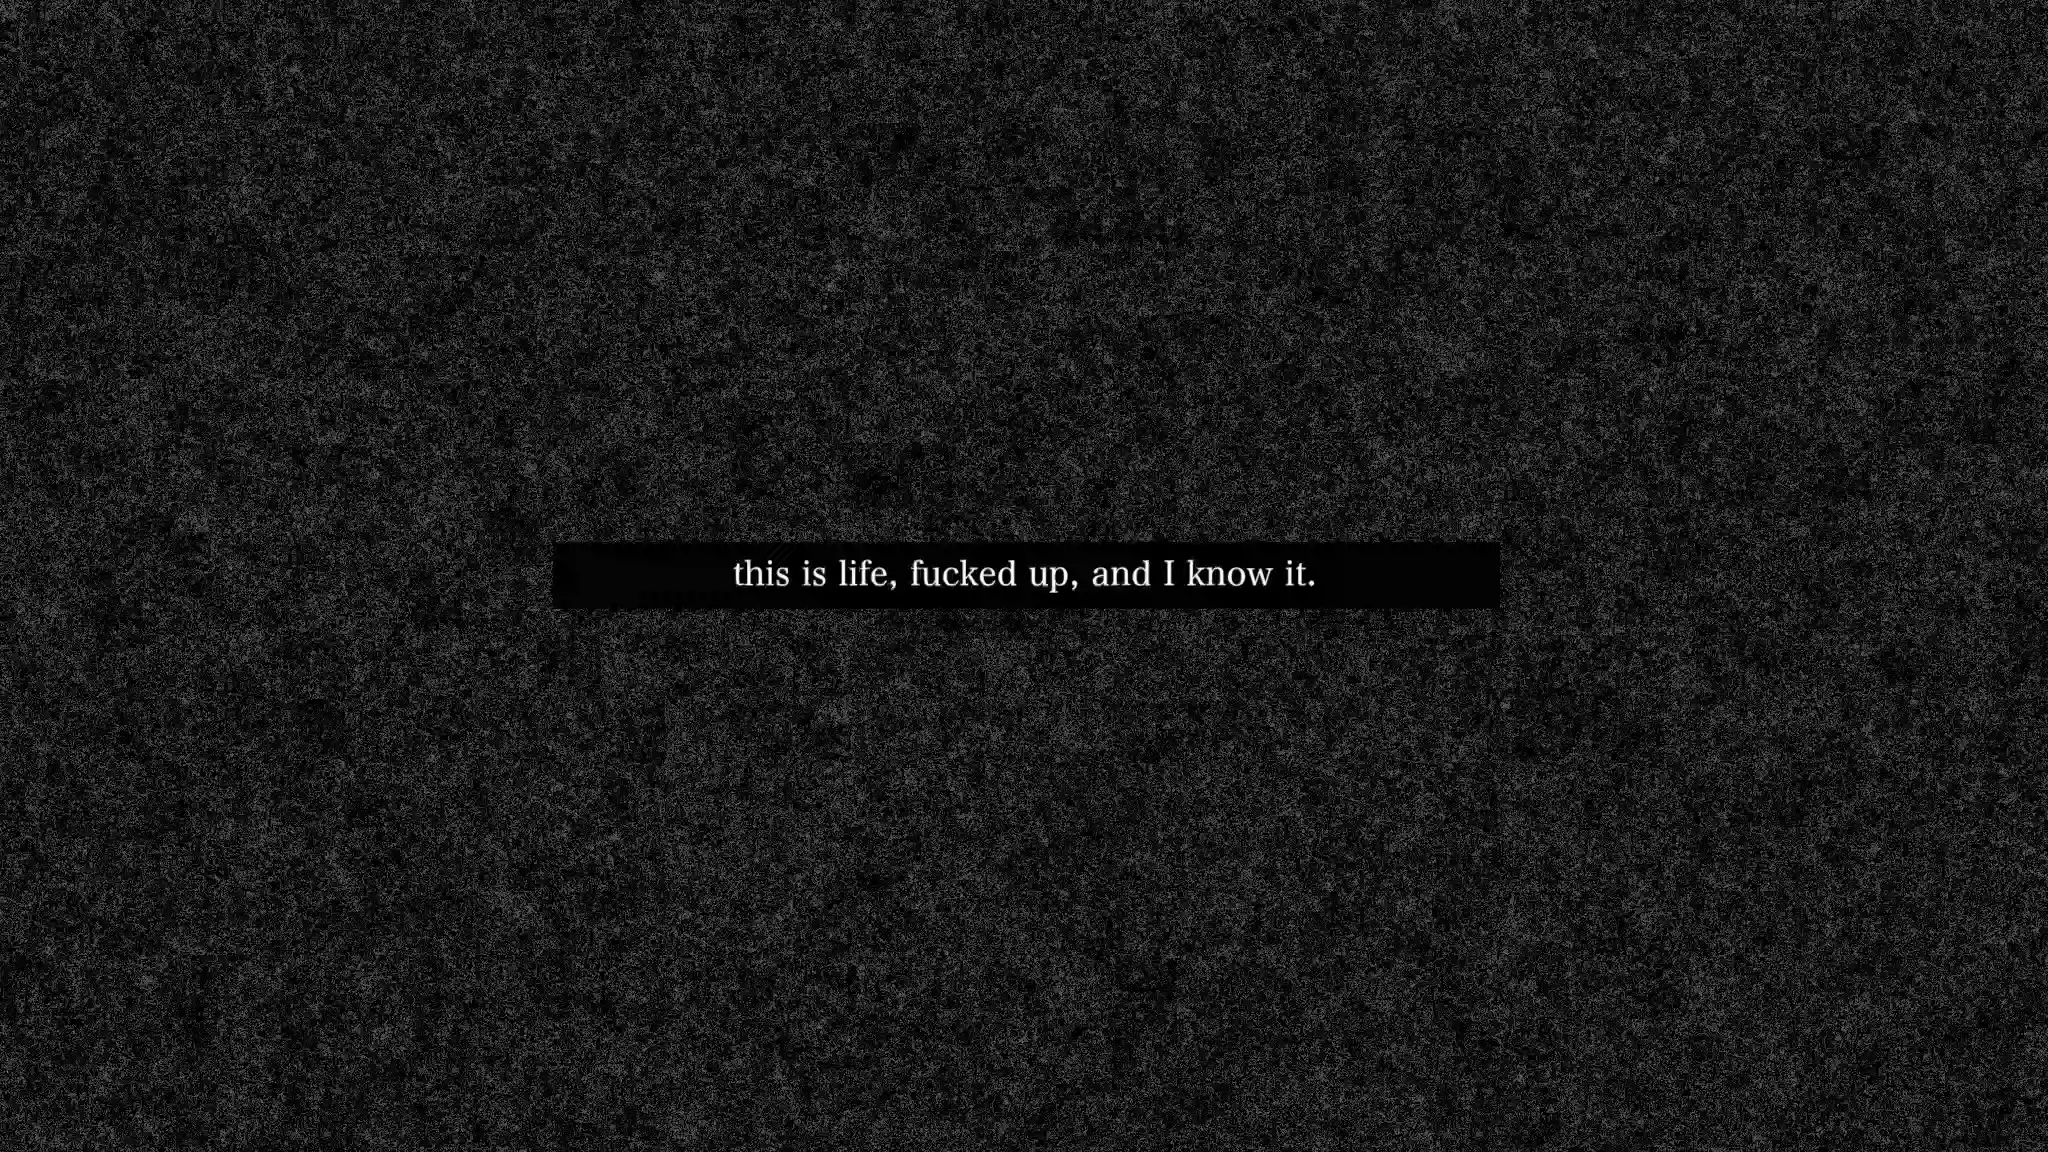 this is life, fucked up, and I know it.